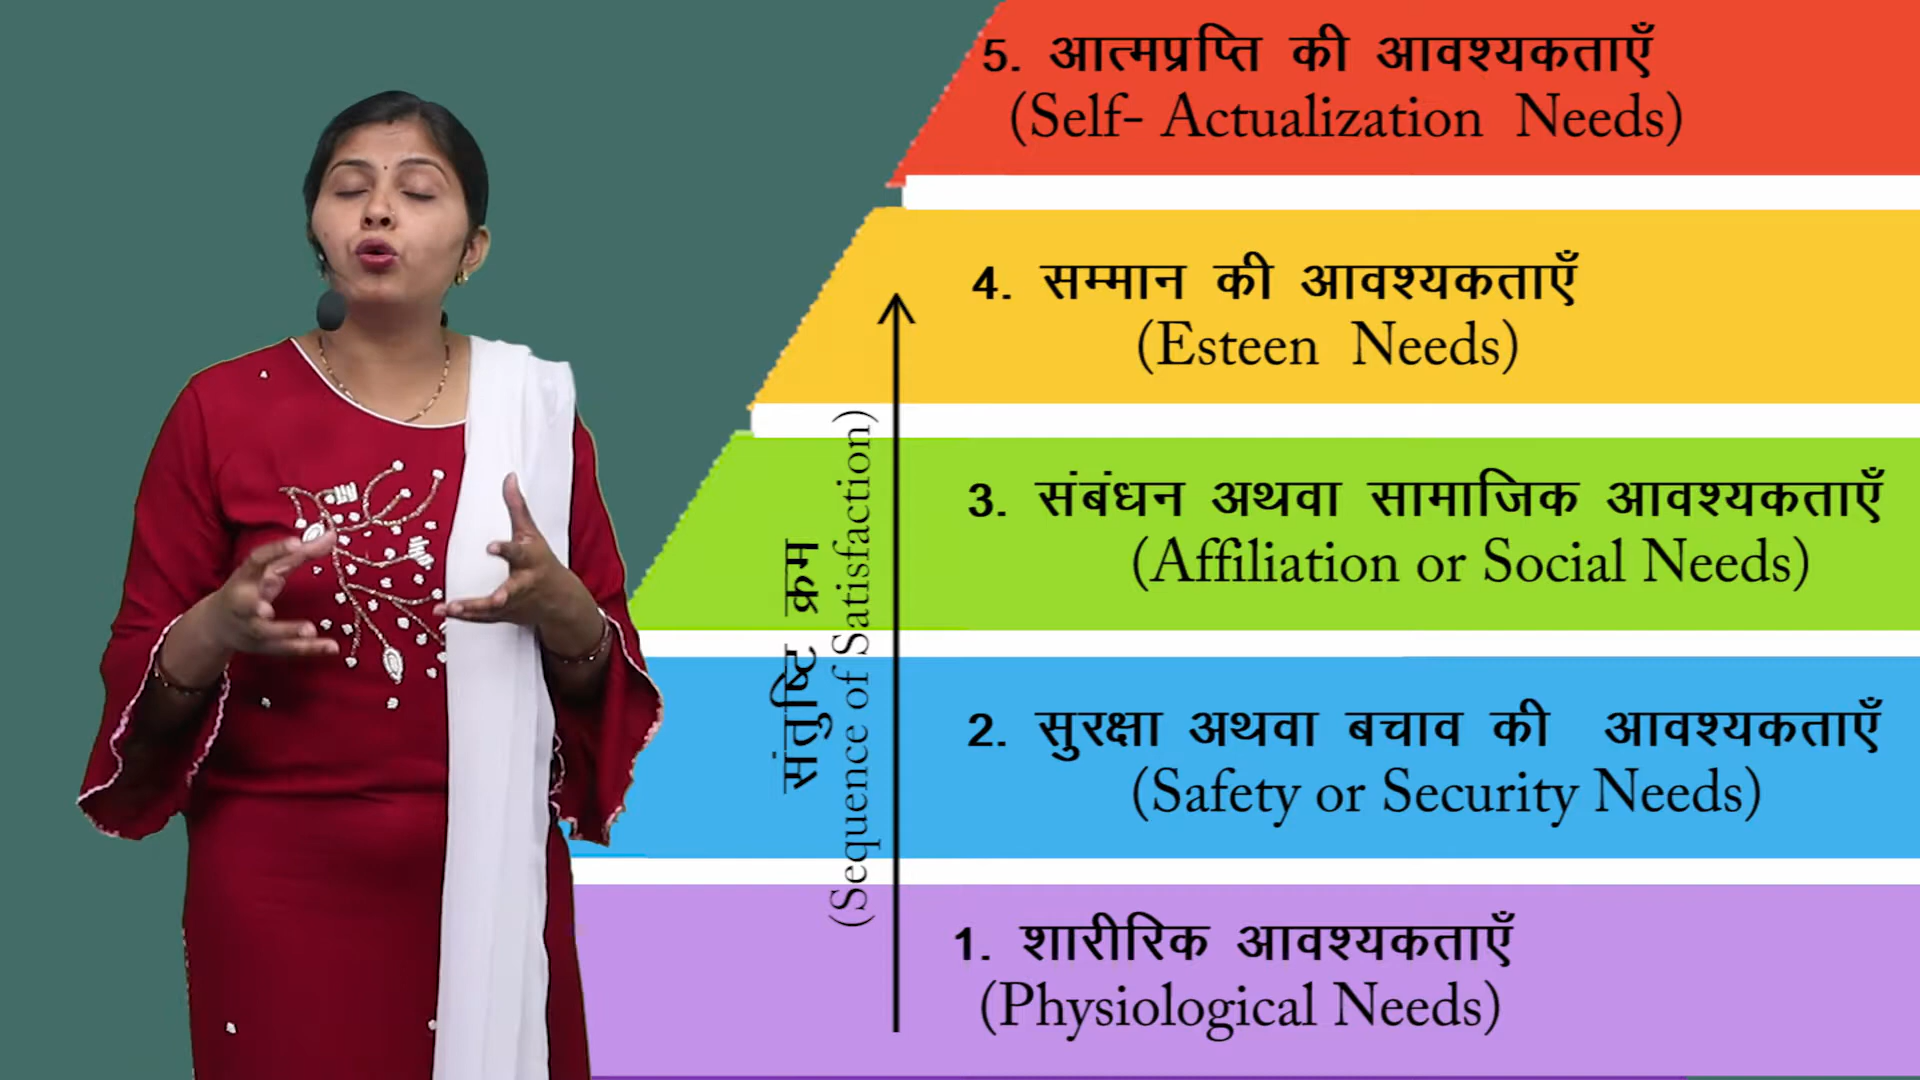 5. आत्मप्रप्ति की आवश्यकताएँ
(Self- Actualization Needs)
4. सम्मान की आवश्यकताएँ
(Esteen Needs)
3. संबंधन अथवा सामाजिक आवश्यकताएँ
(Affiliation or Social Needs)
2. सुरक्षा अथवा बचाव की आवश्यकताएँ
(Safety or Security Needs)
1. शारीरिक आवश्यकताएँ
(Physiological Needs)
संतुष्टि क्रम
(Sequence of Satisfaction)